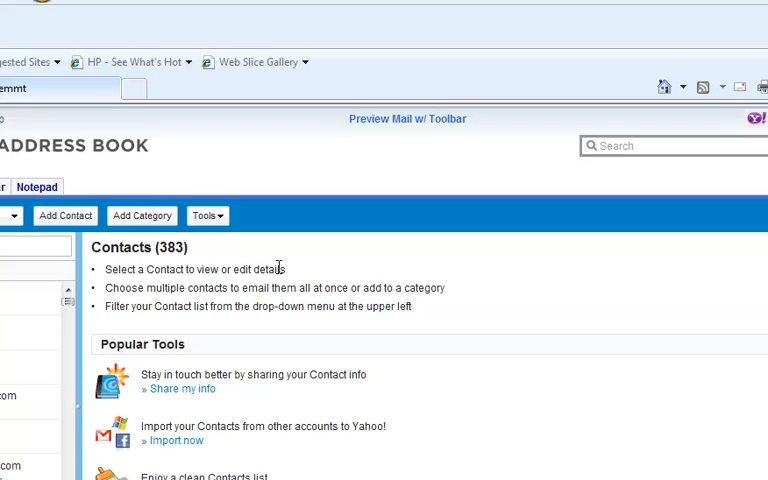 ested Sites
HP - See What's Hot
Web Slice Gallery
emmt
p
Preview Mail w/ Toolbar
Y!
ADDRESS BOOK
Search
r
Notepad
Add Contact
Add Category
Tools
Contacts (383)
• Select a Contact to view or edit details
• Choose multiple contacts to email them all at once or add to a category
• Filter your Contact list from the drop-down menu at the upper left
Popular Tools
Stay in touch better by sharing your Contact info
» Share my info
com
Import your Contacts from other accounts to Yahoo!
» Import now
.com
Enjoy a clean Contacts list